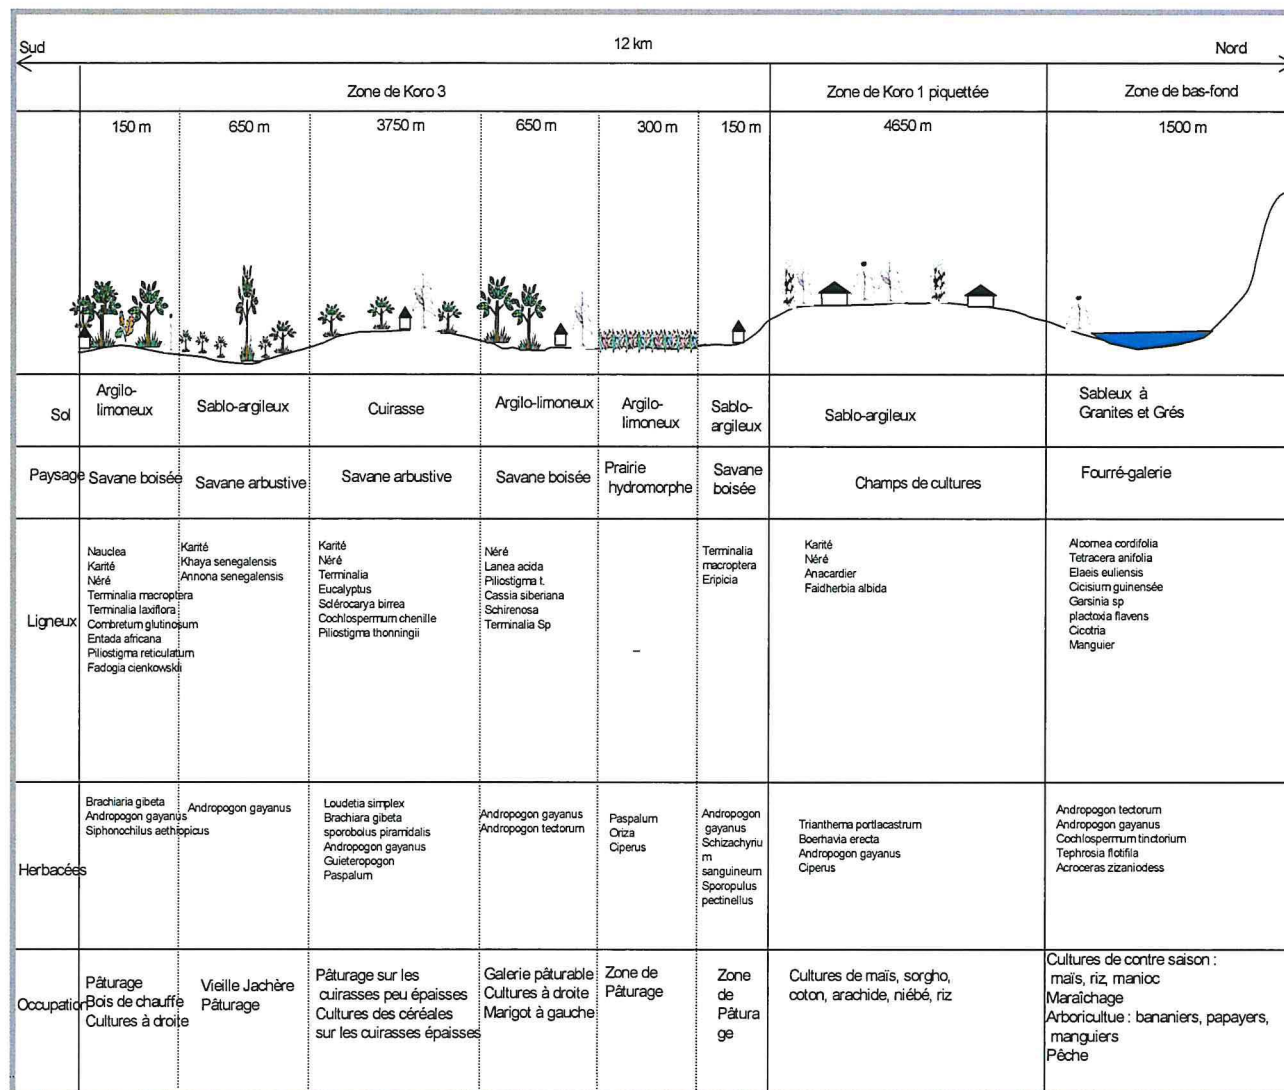 Sud
12 km
Nord
Zone de Koro 3
Zone de Koro 1 piquettée
Zone de bas-fond
150 m
650 m
3750 m
650 m
300 m
150 m
4650 m
1500 m
Sol
Argilo-
limoneux
Sablo-argileux
Cuirasse
Argilo-limoneux
Argilo-
limoneux
Sablo-
argileux
Sablo-argileux
Sableux à
Granites et Grés
Paysage
Savane boisée
Savane arbustive
Savane arbustive
Savane boisée
Prairie
hydromorphe
Savane
boisée
Champs de cultures
Fourré-galerie
Ligneux
Nauclea
Karité
Néré
Terminalia macroptera
Terminalia laxiflora
Combretum glutinosum
Entada africana
Piliostigma reticulatum
Fadogia cienkowskii
Karité
Khaya senegalensis
Annona senegalensis
Karité
Néré
Terminalia
Eucalyptus
Sclérocarya birrea
Cochlospermum chenille
Piliostigma thonningii
Néré
Lanea acida
Piliostigma t.
Cassia siberiana
Schirenosa
Terminalia Sp
–
Terminalia
macroptera
Eripicia
Karité
Néré
Anacardier
Faidherbia albida
Alcornea cordifolia
Tetracera anifolia
Elaeis euliensis
Cicisium guinensée
Garsinia sp
plactoxia flavens
Cicotria
Manguier
Herbacées
Brachiaria gibeta
Andropogon gayanus
Siphonochilus aethiopicus
Andropogon gayanus
Loudetia simplex
Brachiara gibeta
sporobolus piramidalis
Andropogon gayanus
Guieteropogon
Paspalum
Andropogon gayanus
Andropogon tectorum
Paspalum
Oriza
Ciperus
Andropogon
gayanus
Schizachyriu
m
sanguineum
Sporopulus
pectinellus
Trianthema portlacastrum
Boerhavia erecta
Andropogon gayanus
Ciperus
Andropogon tectorum
Andropogon gayanus
Cochlospermum tinctorium
Tephrosia flotifila
Acroceras zizaniodess
Occupation
Pâturage
Bois de chauffe
Cultures à droite
Vieille Jachère
Pâturage
Pâturage sur les
cuirasses peu épaisses
Cultures des céréales
sur les cuirasses épaisses
Galerie pâturable
Cultures à droite
Marigot à gauche
Zone de
Pâturage
Zone
de
Pâtura
ge
Cultures de maïs, sorgho,
coton, arachide, niébé, riz
Cultures de contre saison :
maïs, riz, manioc
Maraîchage
Arboricultue : bananiers, papayers,
manguiers
Pêche